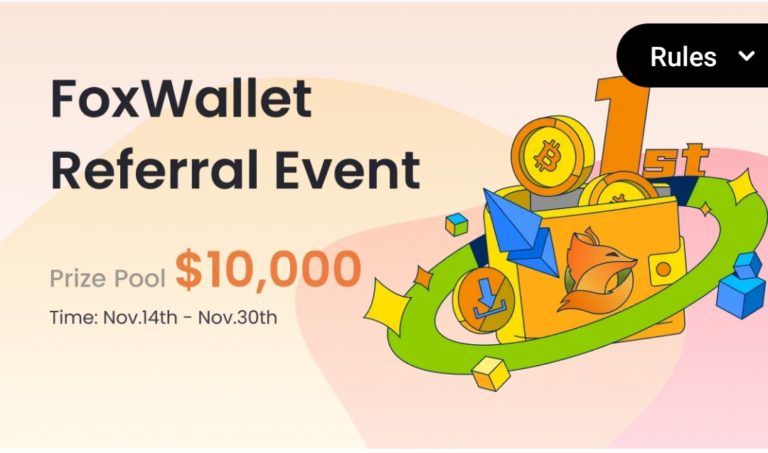 Rules
FoxWallet
Referral Event
1st
Prize Pool $10,000
Time: Nov.14th - Nov.30th